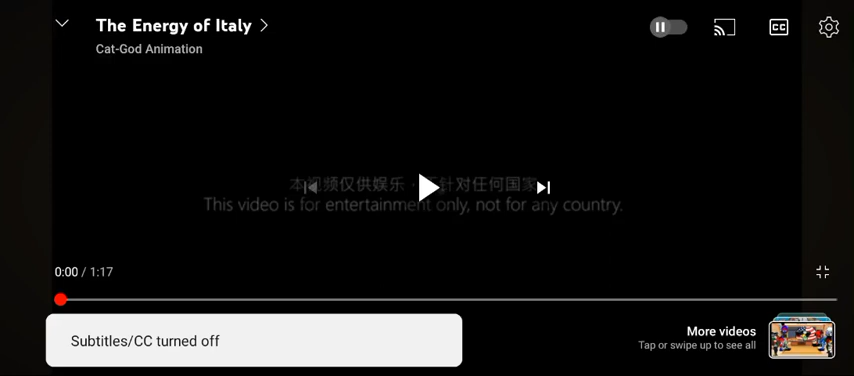 The Energy of Italy
Cat-God Animation
本视频仅供娱乐·不针对任何国家
This video is for entertainment only, not for any country.
0:00 / 1:17
Subtitles/CC turned off
More videos
Tap or swipe up to see all